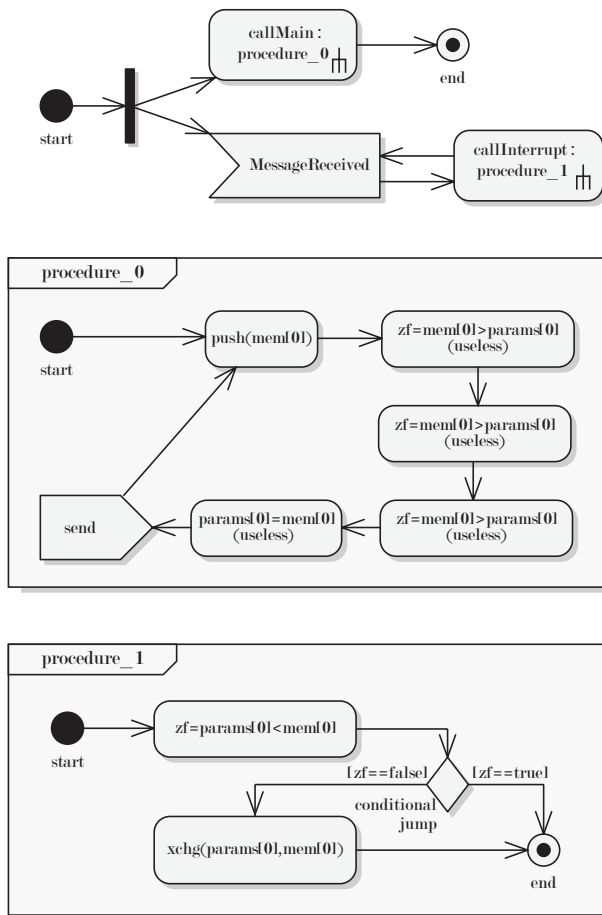 callMain:
procedure_0
end
start
MessageReceived
callInterrupt:
procedure_1
procedure_0
start
push(mem[0])
zf=mem[0]>params[0]
(useless)
zf=mem[0]>params[0]
(useless)
send
params[0]=mem[0]
(useless)
zf=mem[0]>params[0]
(useless)
procedure_1
start
zf=params[0]<mem[0]
[zf==false]
[zf==true]
conditional
jump
xchg(params[0],mem[0])
end